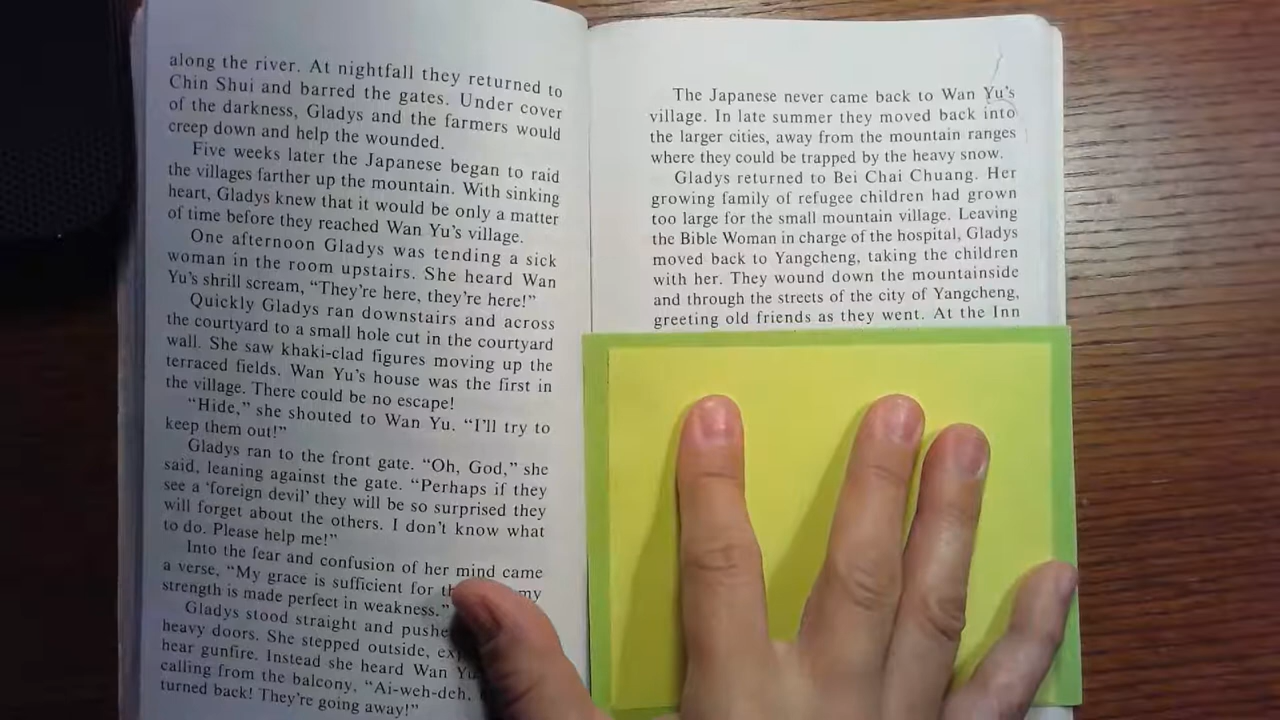 along the river. At nightfall they returned to
Chin Shui and barred the gates. Under cover
of the darkness, Gladys and the farmers would
creep down and help the wounded.
Five weeks later the Japanese began to raid
the villages farther up the mountain. With sinking
heart, Gladys knew that it would be only a matter
of time before they reached Wan Yu's village.
One afternoon Gladys was tending a sick
woman in the room upstairs. She heard Wan
Yu's shrill scream, “They're here, they're here!”
Quickly Gladys ran downstairs and across
the courtyard to a small hole cut in the courtyard
wall. She saw khaki-clad figures moving up the
terraced fields. Wan Yu's house was the first in
the village. There could be no escape!
“Hide,” she shouted to Wan Yu. “I'll try to
keep them out!”
Gladys ran to the front gate. “Oh, God,” she
said, leaning against the gate. “Perhaps if they
see a ‘foreign devil’ they will be so surprised they
will forget about the others. I don't know what
to do. Please help me!”
Into the fear and confusion of her mind came
a verse, “My grace is sufficient for my
strength is made perfect in weakness.”
Gladys stood straight and
heavy doors. She stepped outside,
hear gunfire. Instead she heard Wan
calling from the balcony, “Ai-weh-deh,
turned back! They're going away!”
The Japanese never came back to Wan Yu's
village. In late summer they moved back into
the larger cities, away from the mountain ranges
where they could be trapped by the heavy snow.
Gladys returned to Bei Chai Chuang. Her
growing family of refugee children had grown
too large for the small mountain village. Leaving
the Bible Woman in charge of the hospital, Gladys
moved back to Yangcheng, taking the children
with her. They wound down the mountainside
and through the streets of the city of Yangcheng,
greeting old friends as they went. At the Inn